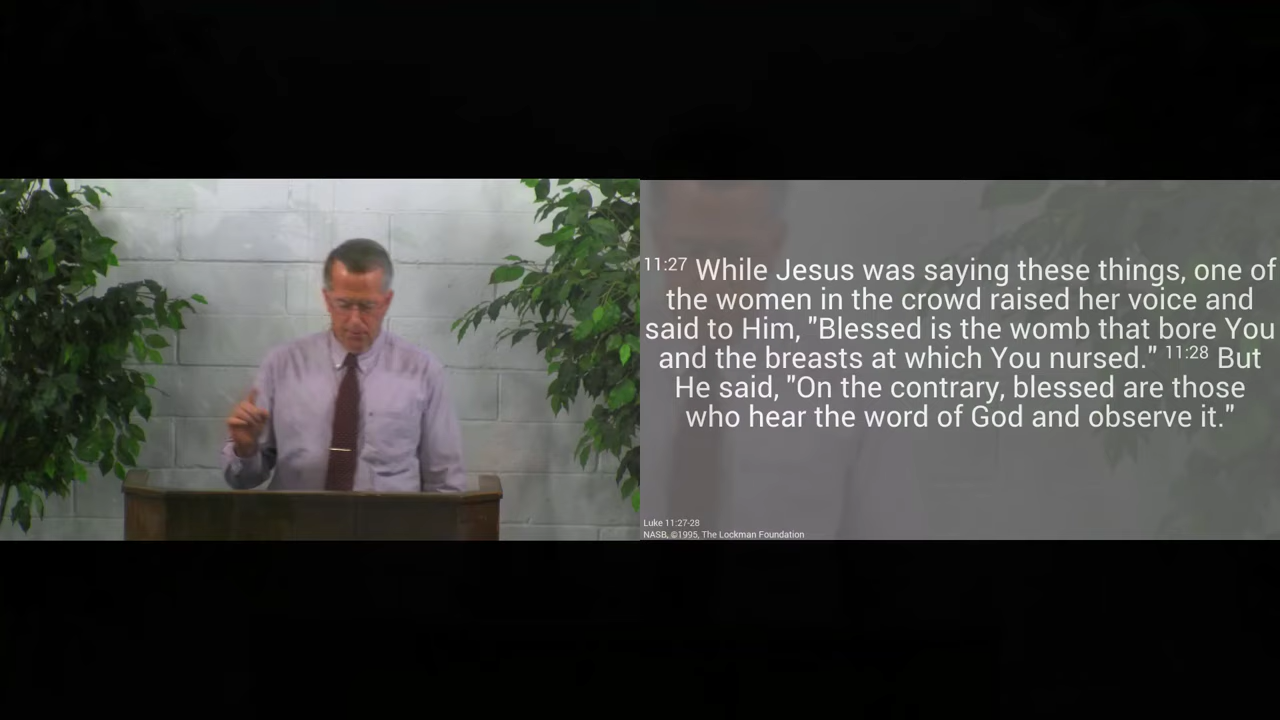 11:27 While Jesus was saying these things, one of
the women in the crowd raised her voice and
said to Him, "Blessed is the womb that bore You
and the breasts at which You nursed." 11:28 But
He said, "On the contrary, blessed are those
who hear the word of God and observe it."
Luke 11:27-28
NASB, ©1995, The Lockman Foundation